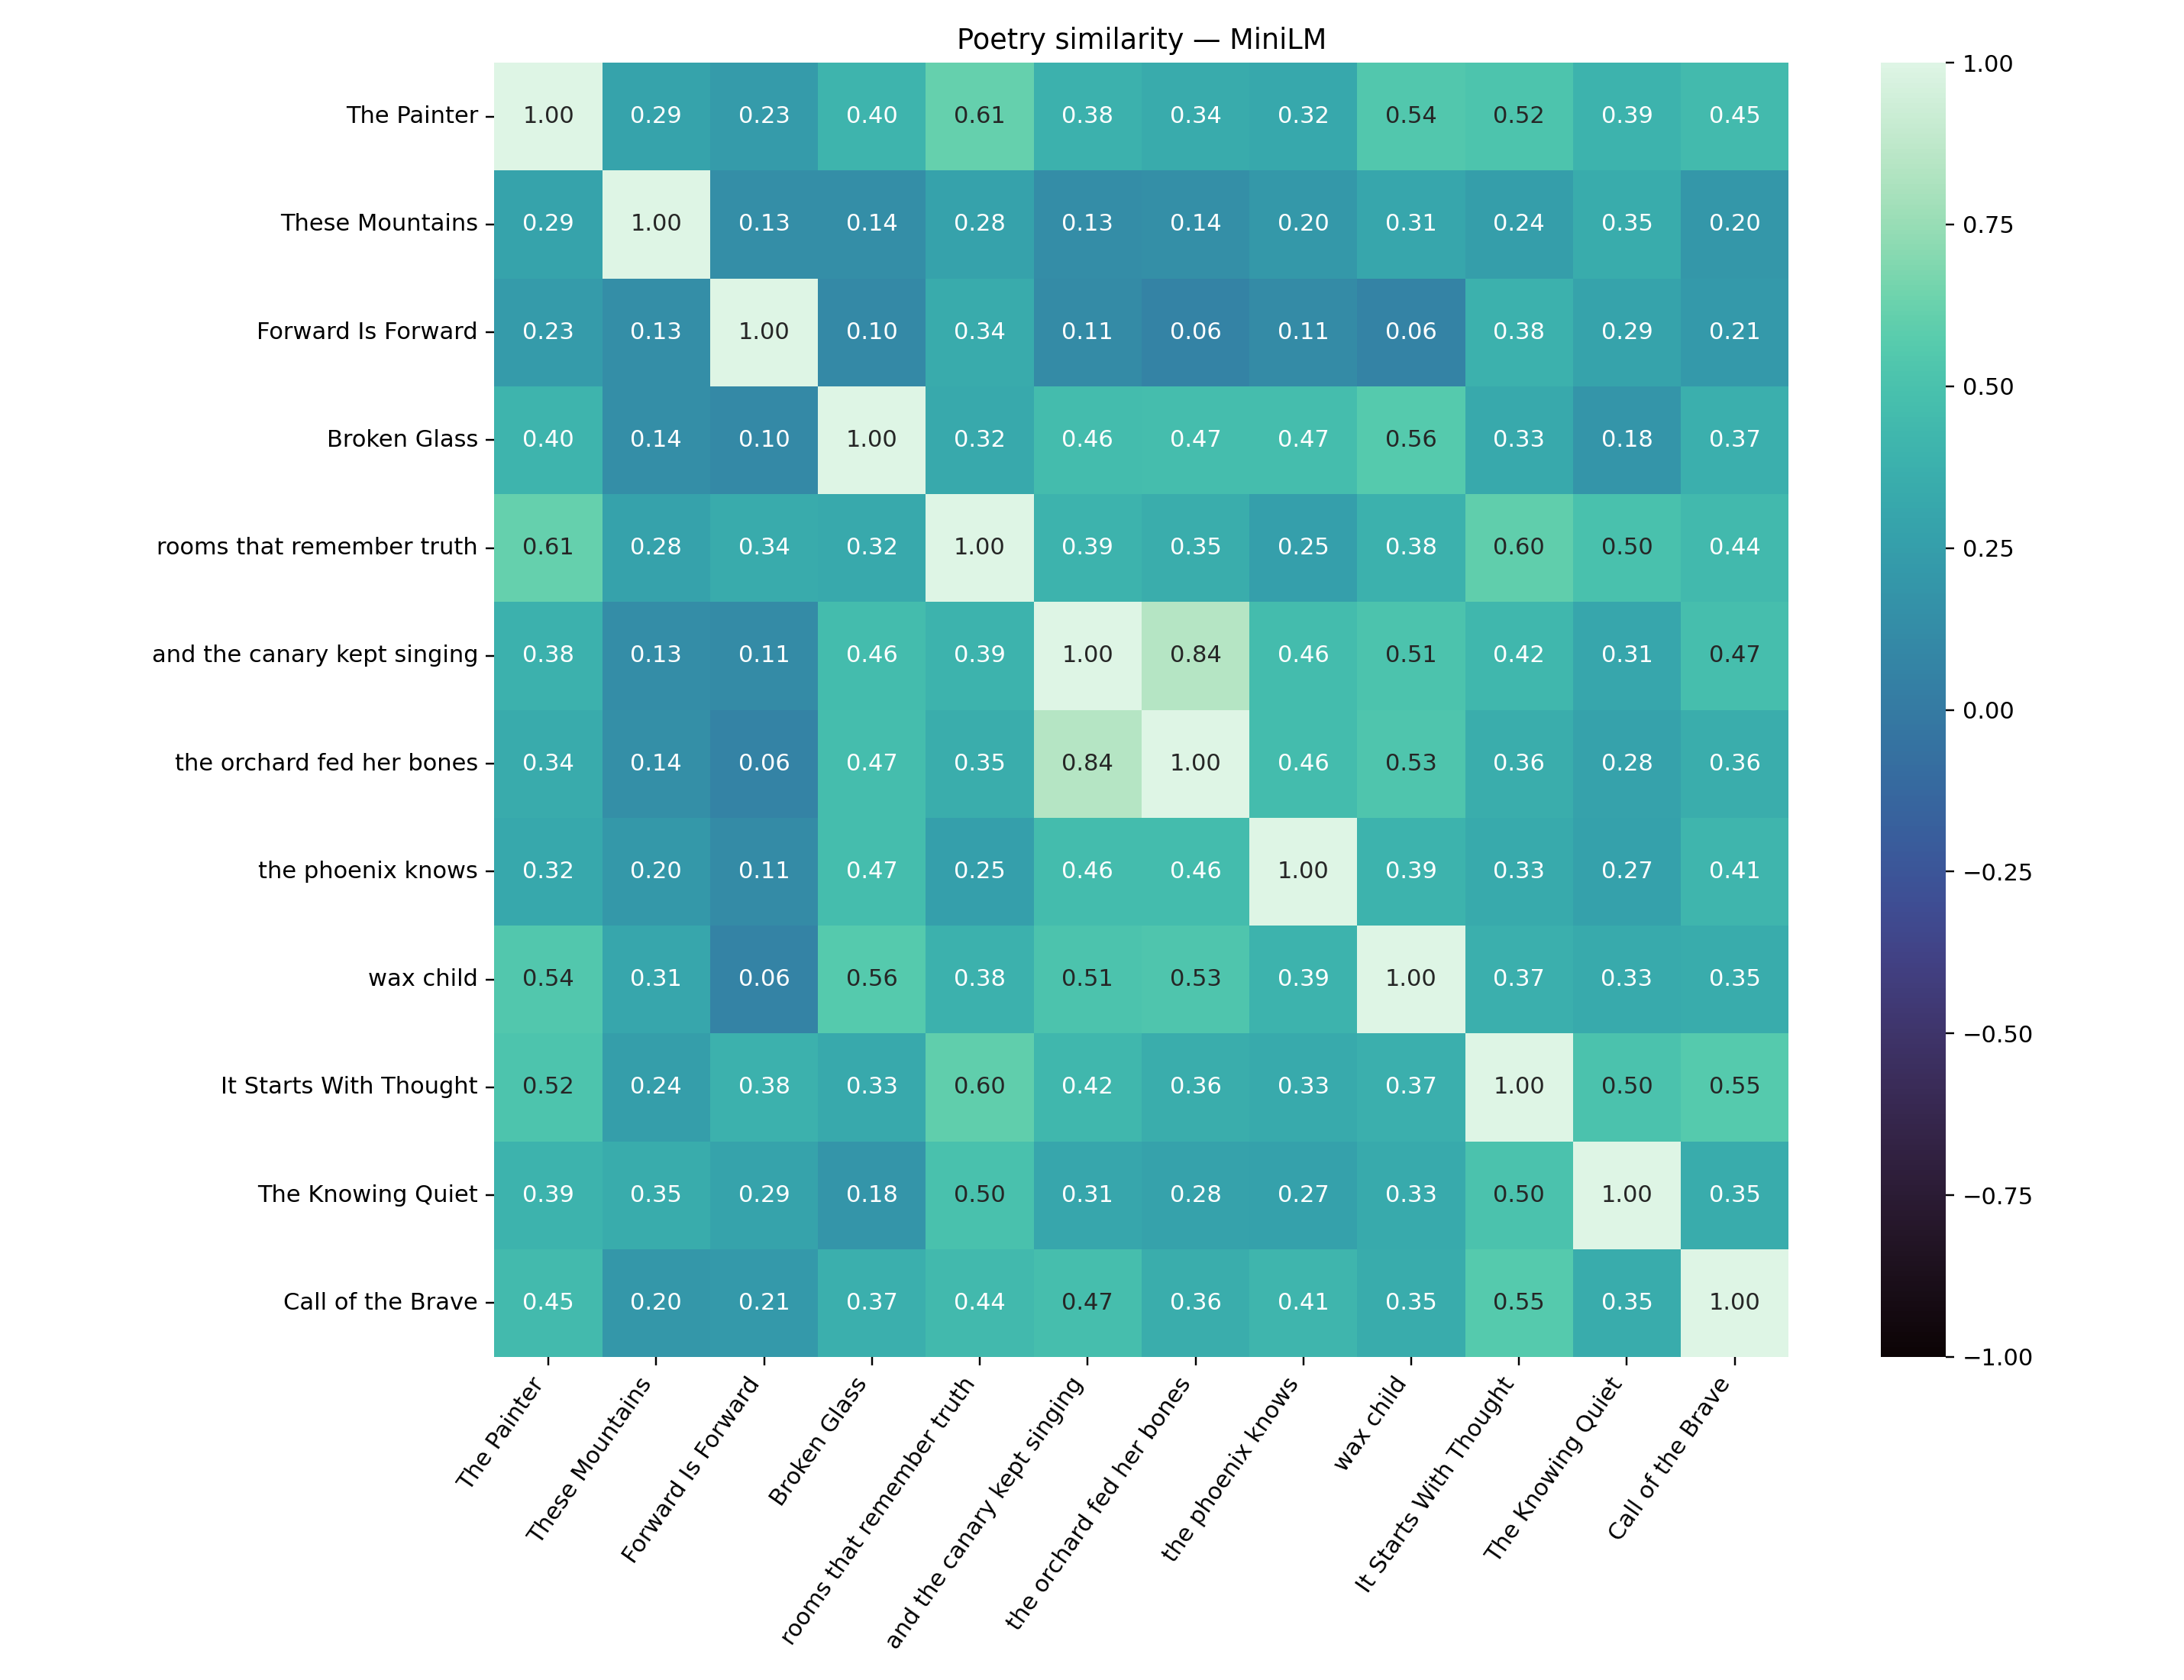 Poetry similarity — MiniLM
The Painter 1.00 0.29 0.23 0.40 0.61 0.38 0.34 0.32 0.54 0.52 0.39 0.45
These Mountains 0.29 1.00 0.13 0.14 0.28 0.13 0.14 0.20 0.31 0.24 0.35 0.20
Forward Is Forward 0.23 0.13 1.00 0.10 0.34 0.11 0.06 0.11 0.06 0.38 0.29 0.21
Broken Glass 0.40 0.14 0.10 1.00 0.32 0.46 0.47 0.47 0.56 0.33 0.18 0.37
rooms that remember truth 0.61 0.28 0.34 0.32 1.00 0.39 0.35 0.25 0.38 0.60 0.50 0.44
and the canary kept singing 0.38 0.13 0.11 0.46 0.39 1.00 0.84 0.46 0.51 0.42 0.31 0.47
the orchard fed her bones 0.34 0.14 0.06 0.47 0.35 0.84 1.00 0.46 0.53 0.36 0.28 0.36
the phoenix knows 0.32 0.20 0.11 0.47 0.25 0.46 0.46 1.00 0.39 0.33 0.27 0.41
wax child 0.54 0.31 0.06 0.56 0.38 0.51 0.53 0.39 1.00 0.37 0.33 0.35
It Starts With Thought 0.52 0.24 0.38 0.33 0.60 0.42 0.36 0.33 0.37 1.00 0.50 0.55
The Knowing Quiet 0.39 0.35 0.29 0.18 0.50 0.31 0.28 0.27 0.33 0.50 1.00 0.35
Call of the Brave 0.45 0.20 0.21 0.37 0.44 0.47 0.36 0.41 0.35 0.55 0.35 1.00
The Painter
These Mountains
Forward Is Forward
Broken Glass
rooms that remember truth
and the canary kept singing
the orchard fed her bones
the phoenix knows
wax child
It Starts With Thought
The Knowing Quiet
Call of the Brave
1.00
0.75
0.50
0.25
0.00
−0.25
−0.50
−0.75
−1.00